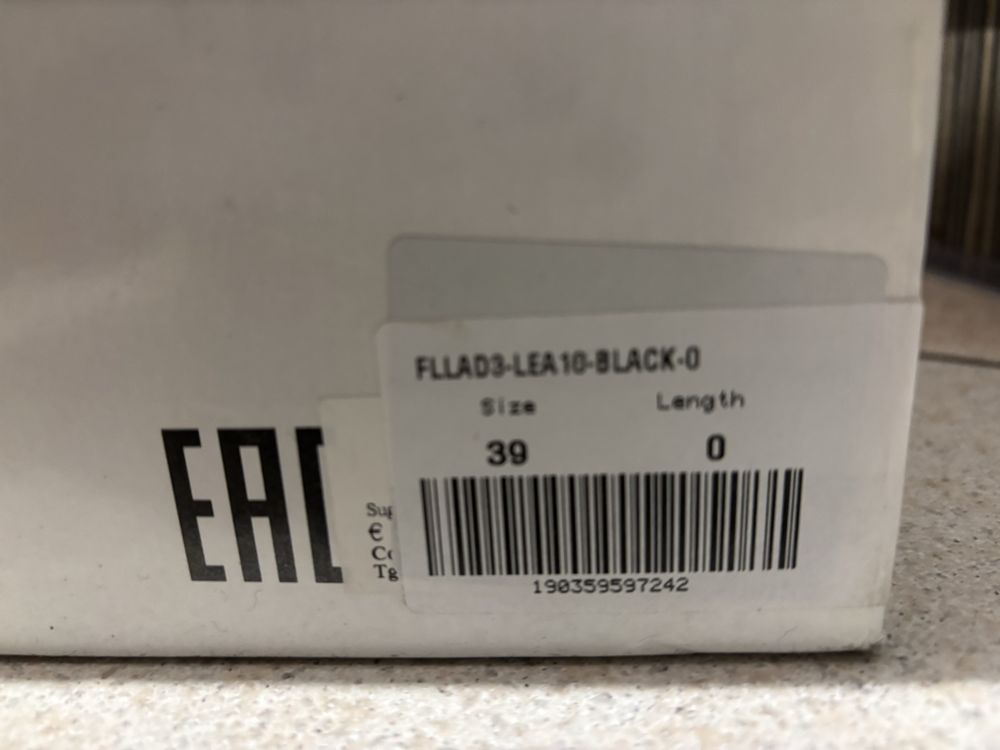 FLLAD3-LEA10-BLACK-0
Size Length
39 0
190359597242
EAC
€